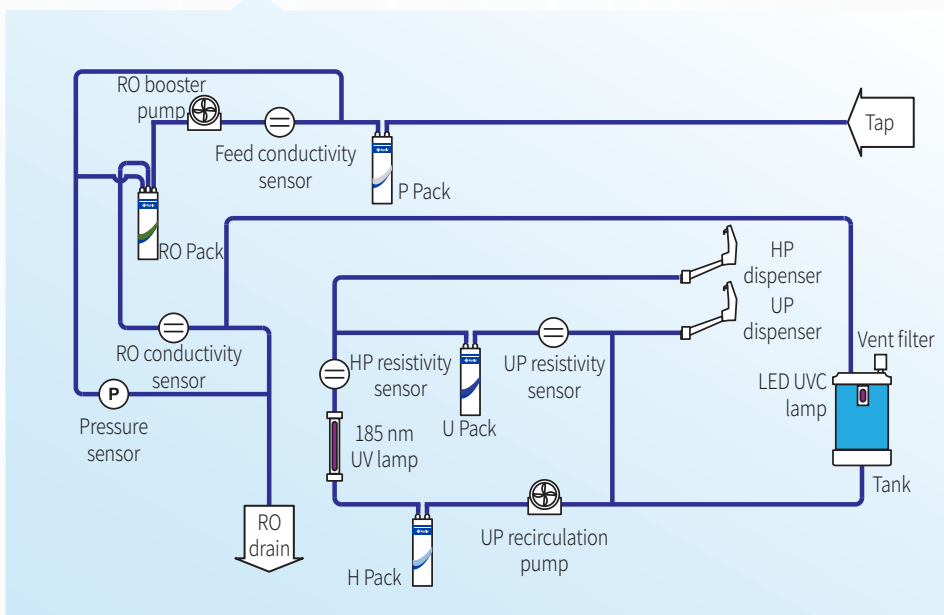 RO booster
pump
Tap
Feed conductivity
sensor
P Pack
RO Pack
HP
dispenser
UP
dispenser
RO conductivity
sensor
HP resistivity
sensor
UP resistivity
sensor
Vent filter
LED UVC
lamp
P
Pressure
sensor
U Pack
185 nm
UV lamp
Tank
RO
drain
UP recirculation
pump
H Pack